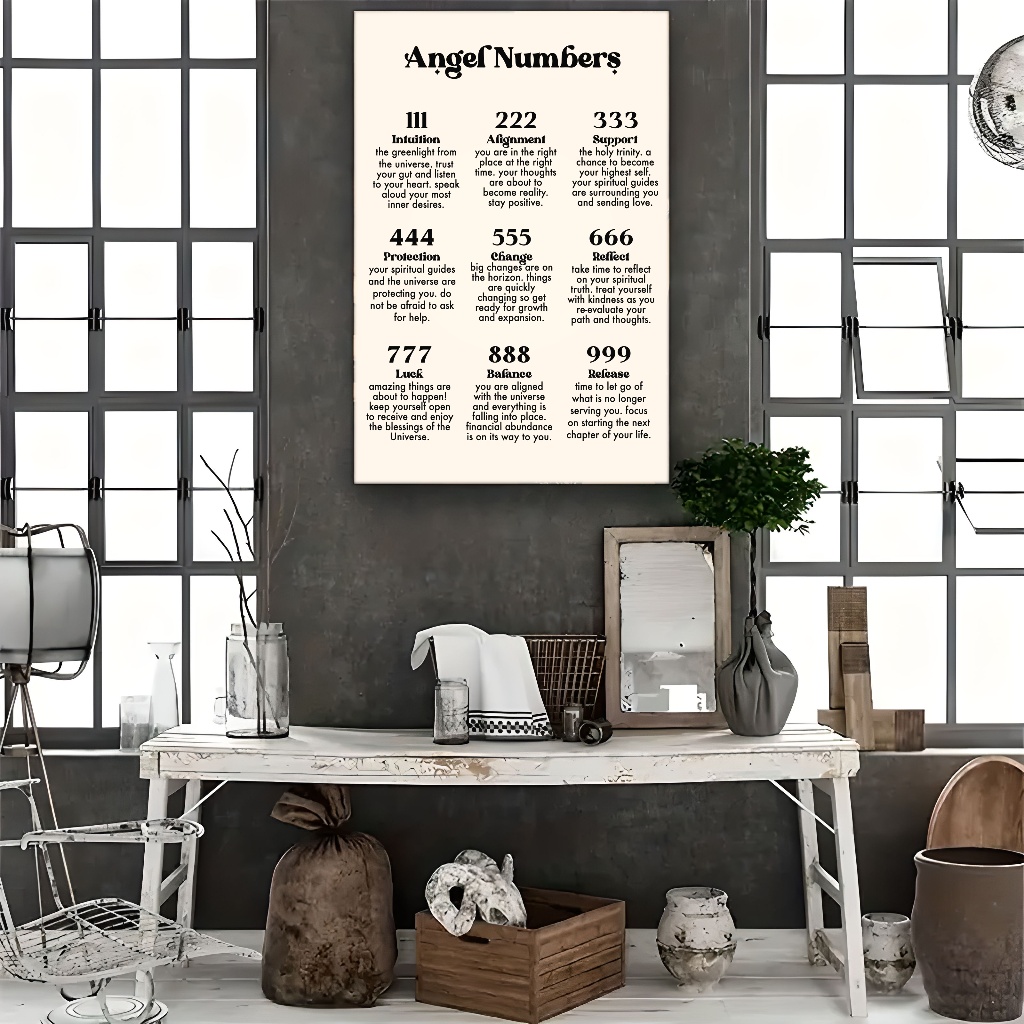 Angel Numbers
111
Intuition
the greenlight from
the universe. trust
your gut and listen
to your heart. speak
aloud your most
inner desires.
222
Alignment
you are in the right
place at the right
time. your thoughts
are about to
become reality.
stay positive.
333
Support
the holy trinity. a
chance to become
your highest self.
your spiritual guides
are surrounding you
and sending love.
444
Protection
your spiritual guides
and the universe are
protecting you. do
not be afraid to ask
for help.
555
Change
big changes are on
the horizon. things
are quickly
changing so get
ready for growth
and expansion.
666
Reflect
take time to reflect
on your spiritual
truth. treat yourself
with kindness as you
re-evaluate your
path and thoughts.
777
Luck
amazing things are
about to happen!
keep yourself open
to receive and enjoy
the blessings of the
Universe.
888
Balance
you are aligned
with the universe
and everything is
falling into place.
financial abundance
is on its way to you.
999
Release
time to let go of
what is no longer
serving you. focus
on starting the next
chapter of your life.